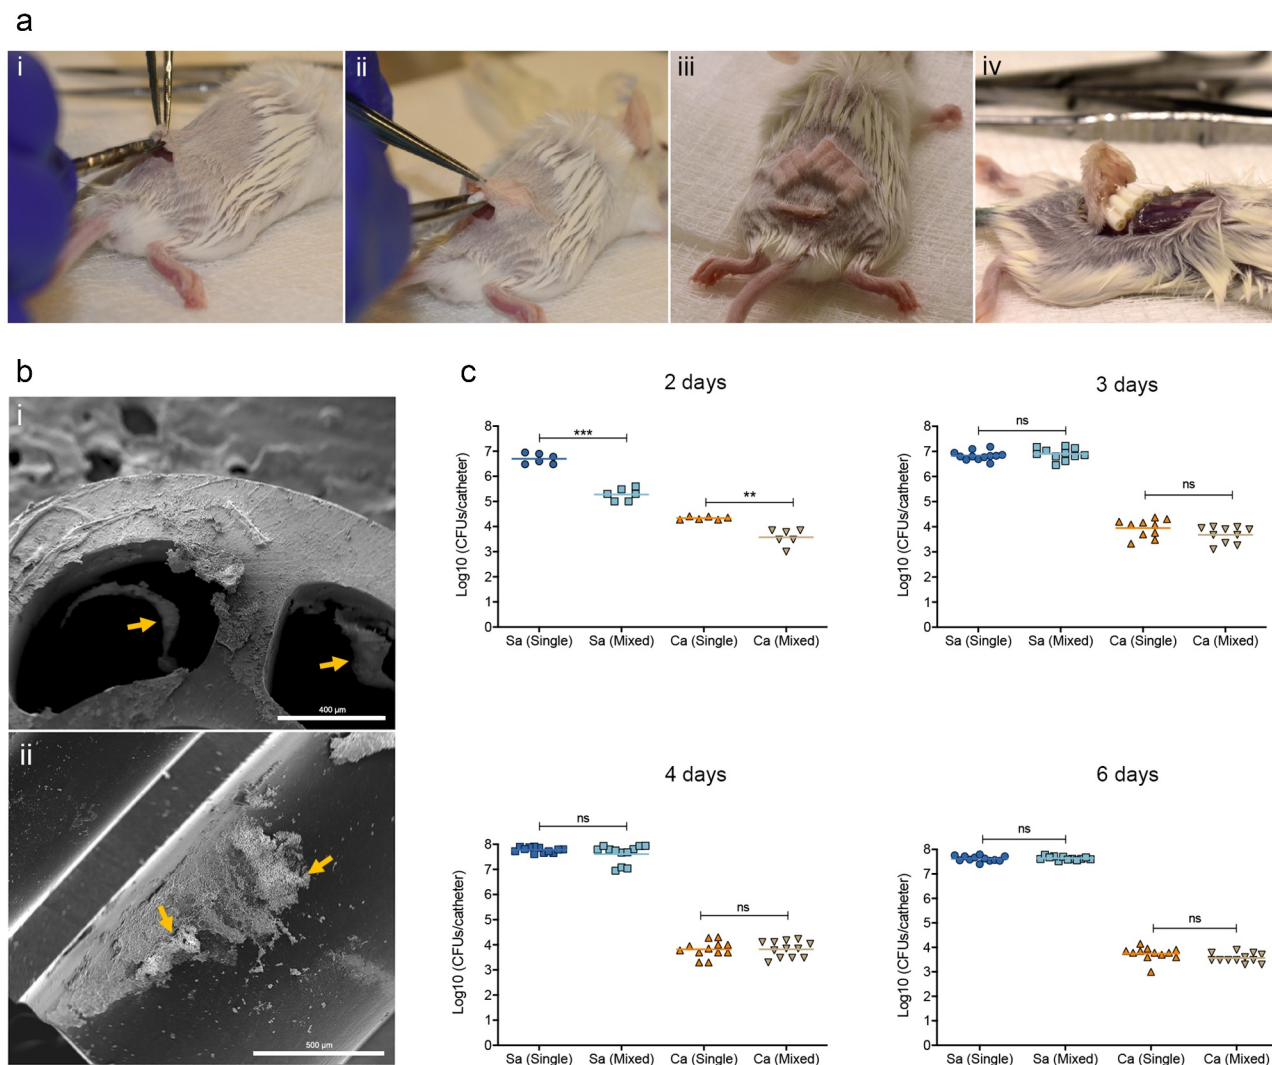 a
i
ii
iii
iv
b
i
400 µm
ii
500 µm
c
2 days
Log10 (CFUs/catheter)
8
7
6
5
4
3
2
1
0
***
**
Sa (Single) Sa (Mixed) Ca (Single) Ca (Mixed)
3 days
Log10 (CFUs/catheter)
8
7
6
5
4
3
2
1
0
ns
ns
Sa (Single) Sa (Mixed) Ca (Single) Ca (Mixed)
4 days
Log10 (CFUs/catheter)
8
7
6
5
4
3
2
1
0
ns
ns
Sa (Single) Sa (Mixed) Ca (Single) Ca (Mixed)
6 days
Log10 (CFUs/catheter)
8
7
6
5
4
3
2
1
0
ns
ns
Sa (Single) Sa (Mixed) Ca (Single) Ca (Mixed)